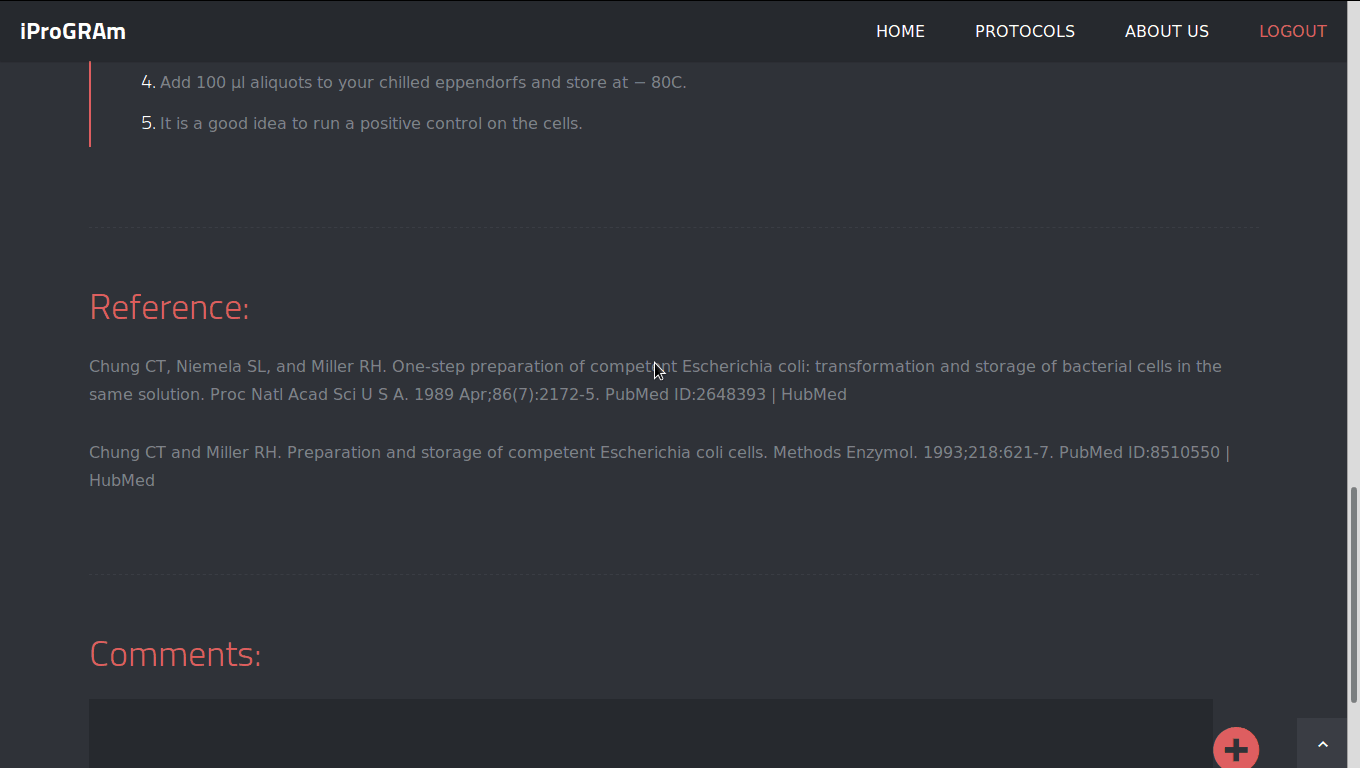 iProGRAm
HOME PROTOCOLS ABOUT US LOGOUT
4. Add 100 µl aliquots to your chilled eppendorfs and store at − 80C.
5. It is a good idea to run a positive control on the cells.
Reference:
Chung CT, Niemela SL, and Miller RH. One-step preparation of competent Escherichia coli: transformation and storage of bacterial cells in the
same solution. Proc Natl Acad Sci U S A. 1989 Apr;86(7):2172-5. PubMed ID:2648393 | HubMed
Chung CT and Miller RH. Preparation and storage of competent Escherichia coli cells. Methods Enzymol. 1993;218:621-7. PubMed ID:8510550 |
HubMed
Comments: